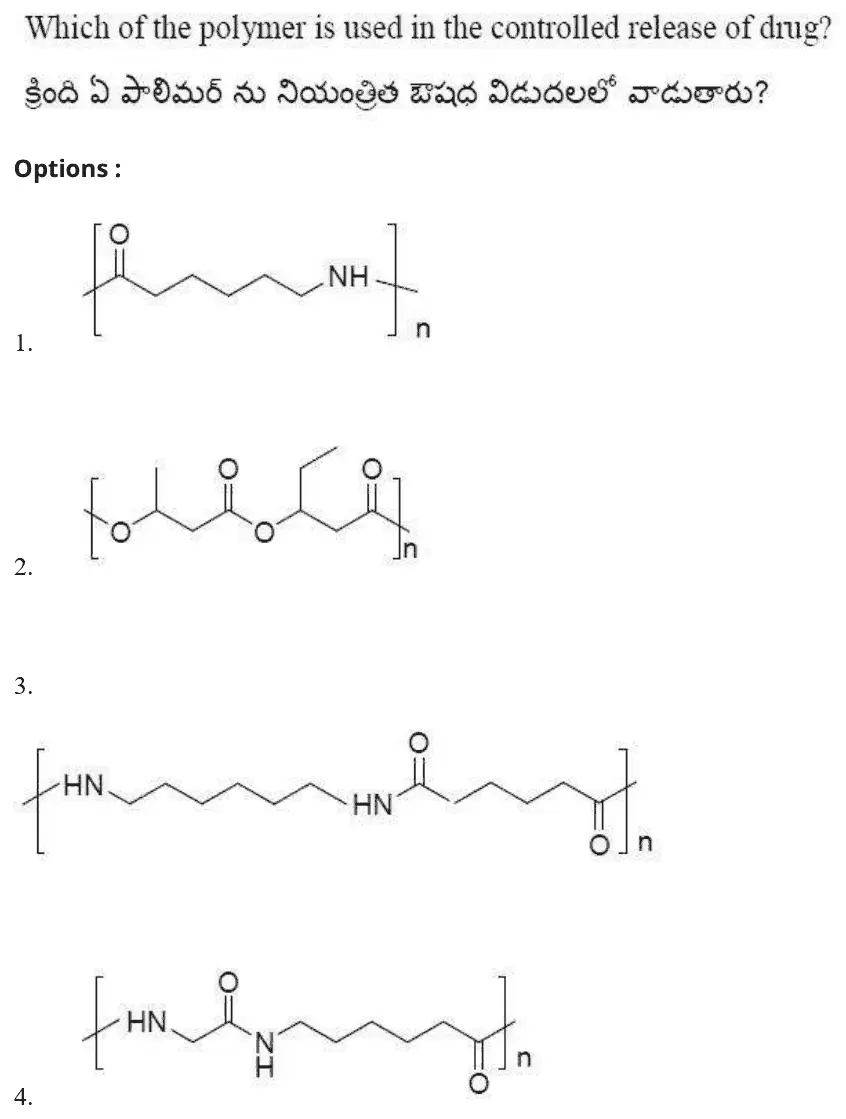 Which of the polymer is used in the controlled release of drug?
క్రింది ఏ పాలిమర్ ను నియంత్రిత ఔషధ విడుదలలో వాడుతారు?
Options :
O
NH
n
1.
O O
O O n
2.
3.
O
HN
HN
O n
O
HN
N
H
n
O
4.